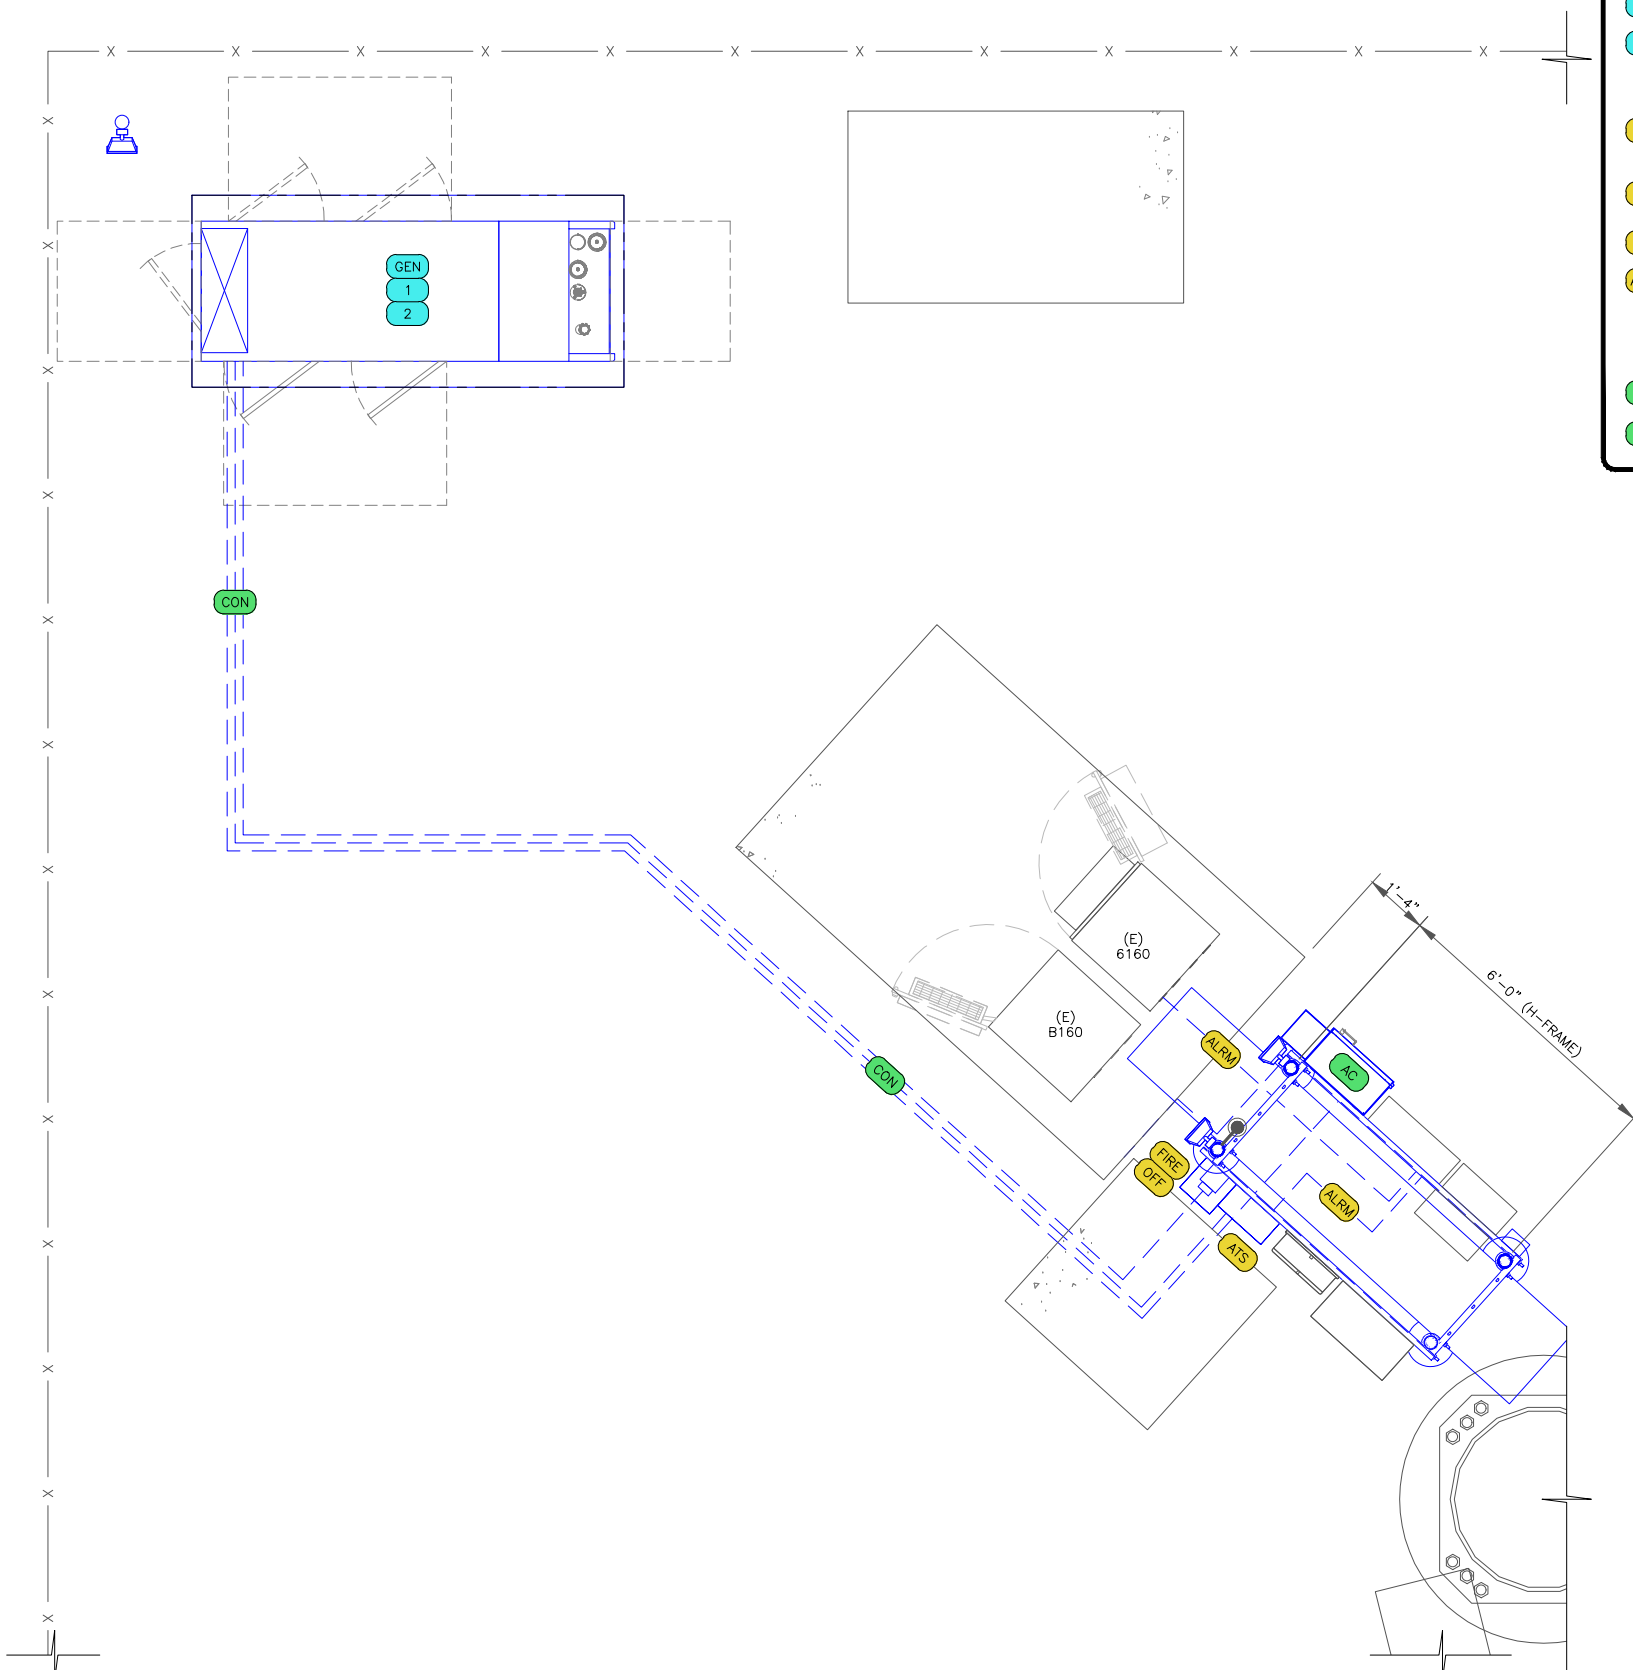 X X X X X X X X X X X X
X
X
X
X
X
X
X
X
X
X
X
X
X
GEN
1
2
CON
(E)
6160
(E)
B160
1'-4"
6'-0" (H-FRAME)
ALRM
AC
CON
FIRE
OFF
ALRM
ATS